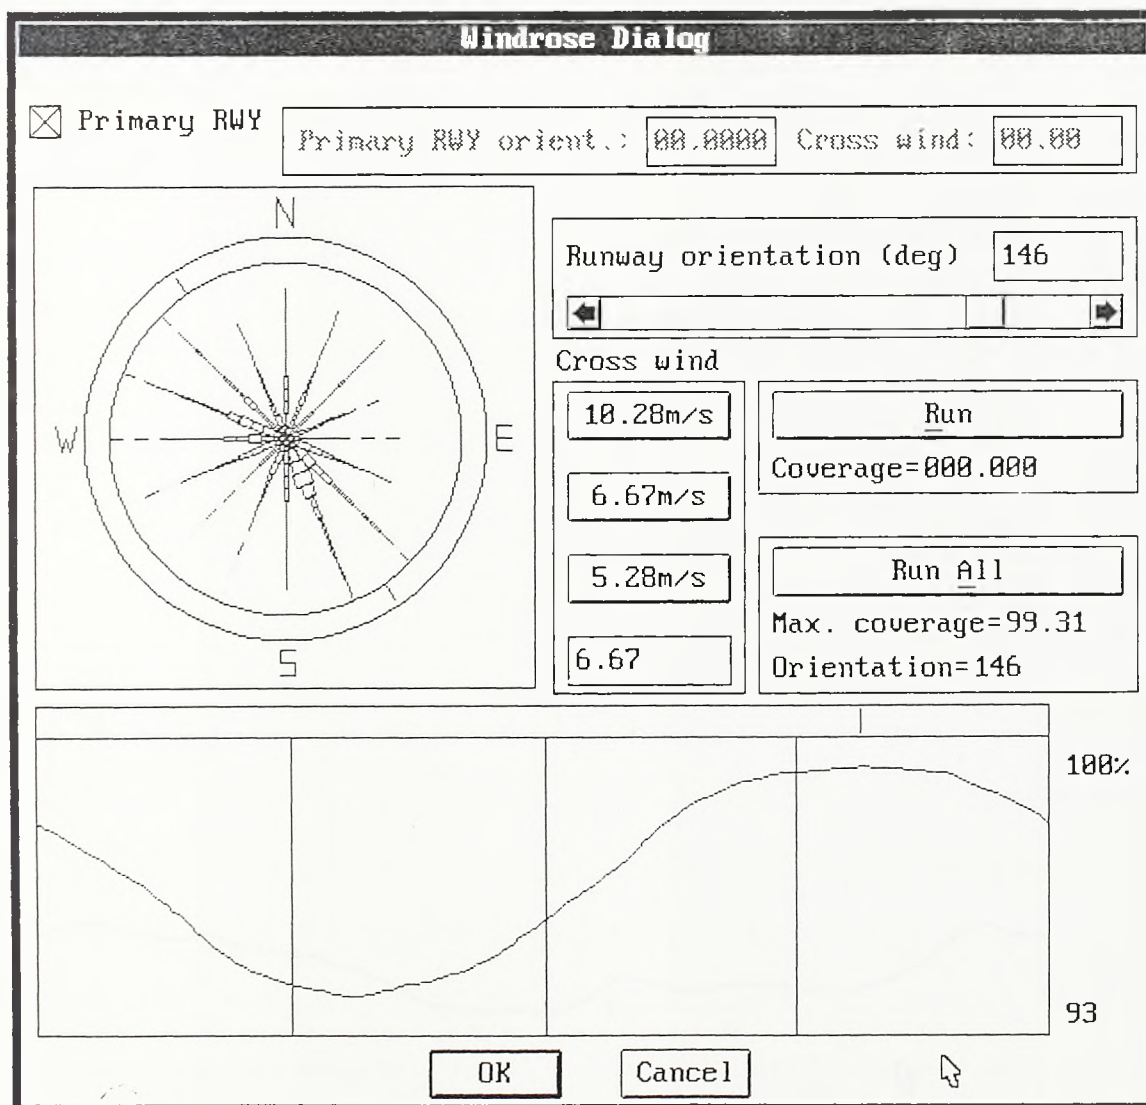 Windrose Dialog
Primary RWY
Primary RWY orient.: 00.0000 Cross wind: 00.00
N
W
E
S
Runway orientation (deg) 146
Cross wind
10.28m/s
6.67m/s
5.28m/s
6.67
Run
Coverage=000.000
Run All
Max. coverage=99.31
Orientation=146
100%
93
OK
Cancel